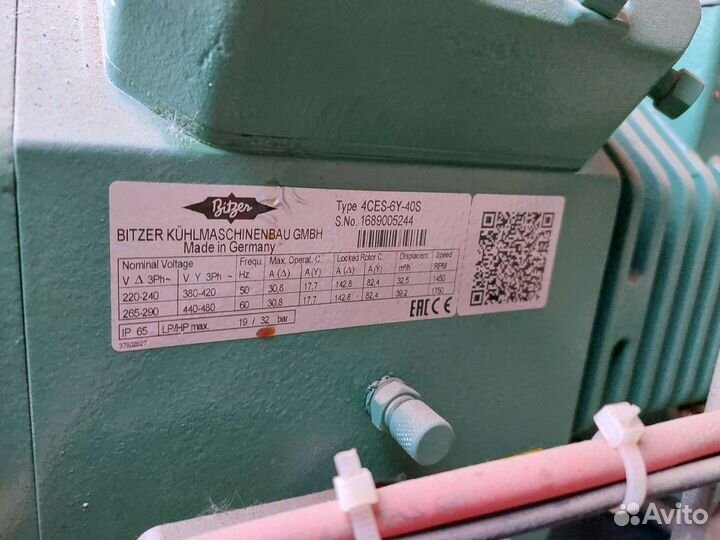 Bitzer
Type 4CES-6Y-40S
S.No. 1689005244
BITZER KÜHLMASCHINENBAU GMBH
Made in Germany
Nominal Voltage Frequ. Max. Operat. C. Locked Rotor C. Displacem. Speed
V Δ 3Ph~ V Y 3Ph ~ Hz A (Δ) A (Y) A (Δ) A (Y) m³/h RPM
220-240 380-420 50 30,8 17,7 142,8 82,4 32,5 1450
265-290 440-480 60 30,8 17,7 142,8 82,4 39,2 1750
IP 65 LP/HP max. 19 / 32 bar
EAC CE
37802827
Avito